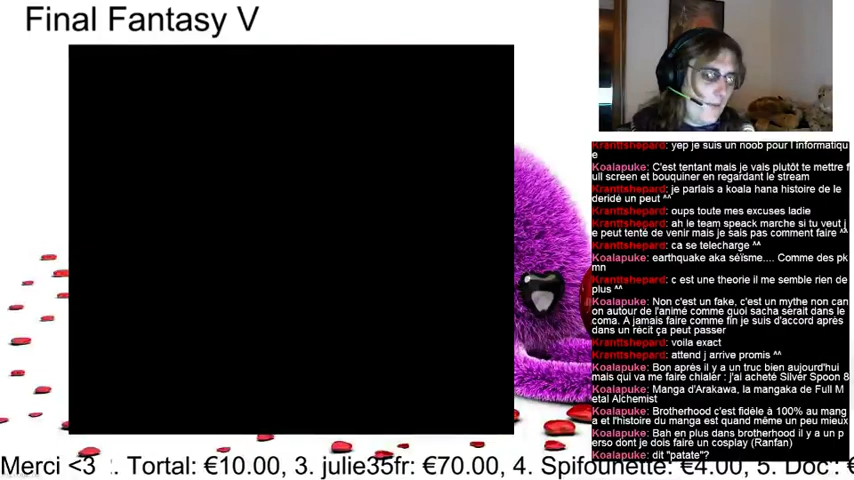 Final Fantasy V
Kranttshepard: yep je suis un noob pour l informatiqu
e
Koalapuke: C'est tentant mais je vais plutôt te mettre f
ull screen et bouquiner en regardant le stream
Kranttshepard: je parlais a koala hana histoire de le
deridé un peut ^^
Kranttshepard: oups toute mes excuses ladie
Kranttshepard: ah le team speack marche si tu veut j
e peut tenté de venir mais je sais pas comment faire ^^
Kranttshepard: ca se telecharge ^^
Koalapuke: earthquake aka séïsme.... Comme des pk
mn
Kranttshepard: c est une theorie il me semble rien de
plus ^^
Koalapuke: Non c'est un fake, c'est un mythe non can
on autour de l'animé comme quoi sacha serait dans le
coma. A jamais faire comme fin je suis d'accord après
dans un récit ça peut passer
Kranttshepard: voila exact
Kranttshepard: attend j arrive promis ^^
Koalapuke: Bon après il y a un truc bien aujourd'hui
mais qui va me faire chialer : j'ai acheté Silver Spoon 8
Koalapuke: Manga d'Arakawa, la mangaka de Full M
etal Alchemist
Koalapuke: Brotherhood c'est fidèle à 100% au mang
a et l'histoire du manga est quand même un peu mieux
Koalapuke: Bah en plus dans brotherhood il y a un p
erso dont je dois faire un cosplay (Ranfan)
Koalapuke: dit "patate"?
Merci <3 2. Tortal: €10.00, 3. julie35fr: €70.00, 4. Spifounette: €4.00, 5. Doc : €